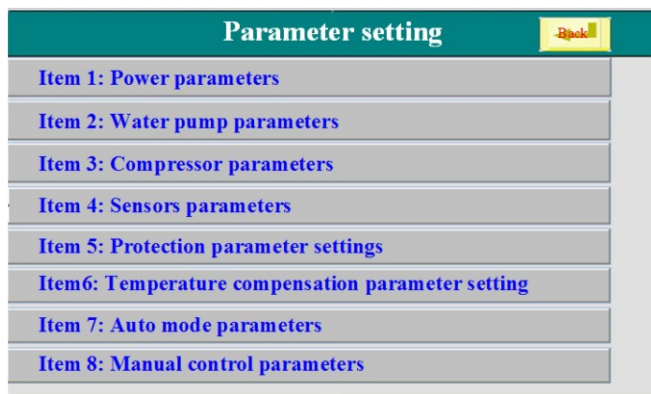 Parameter setting
Back
Item 1: Power parameters
Item 2: Water pump parameters
Item 3: Compressor parameters
Item 4: Sensors parameters
Item 5: Protection parameter settings
Item6: Temperature compensation parameter setting
Item 7: Auto mode parameters
Item 8: Manual control parameters